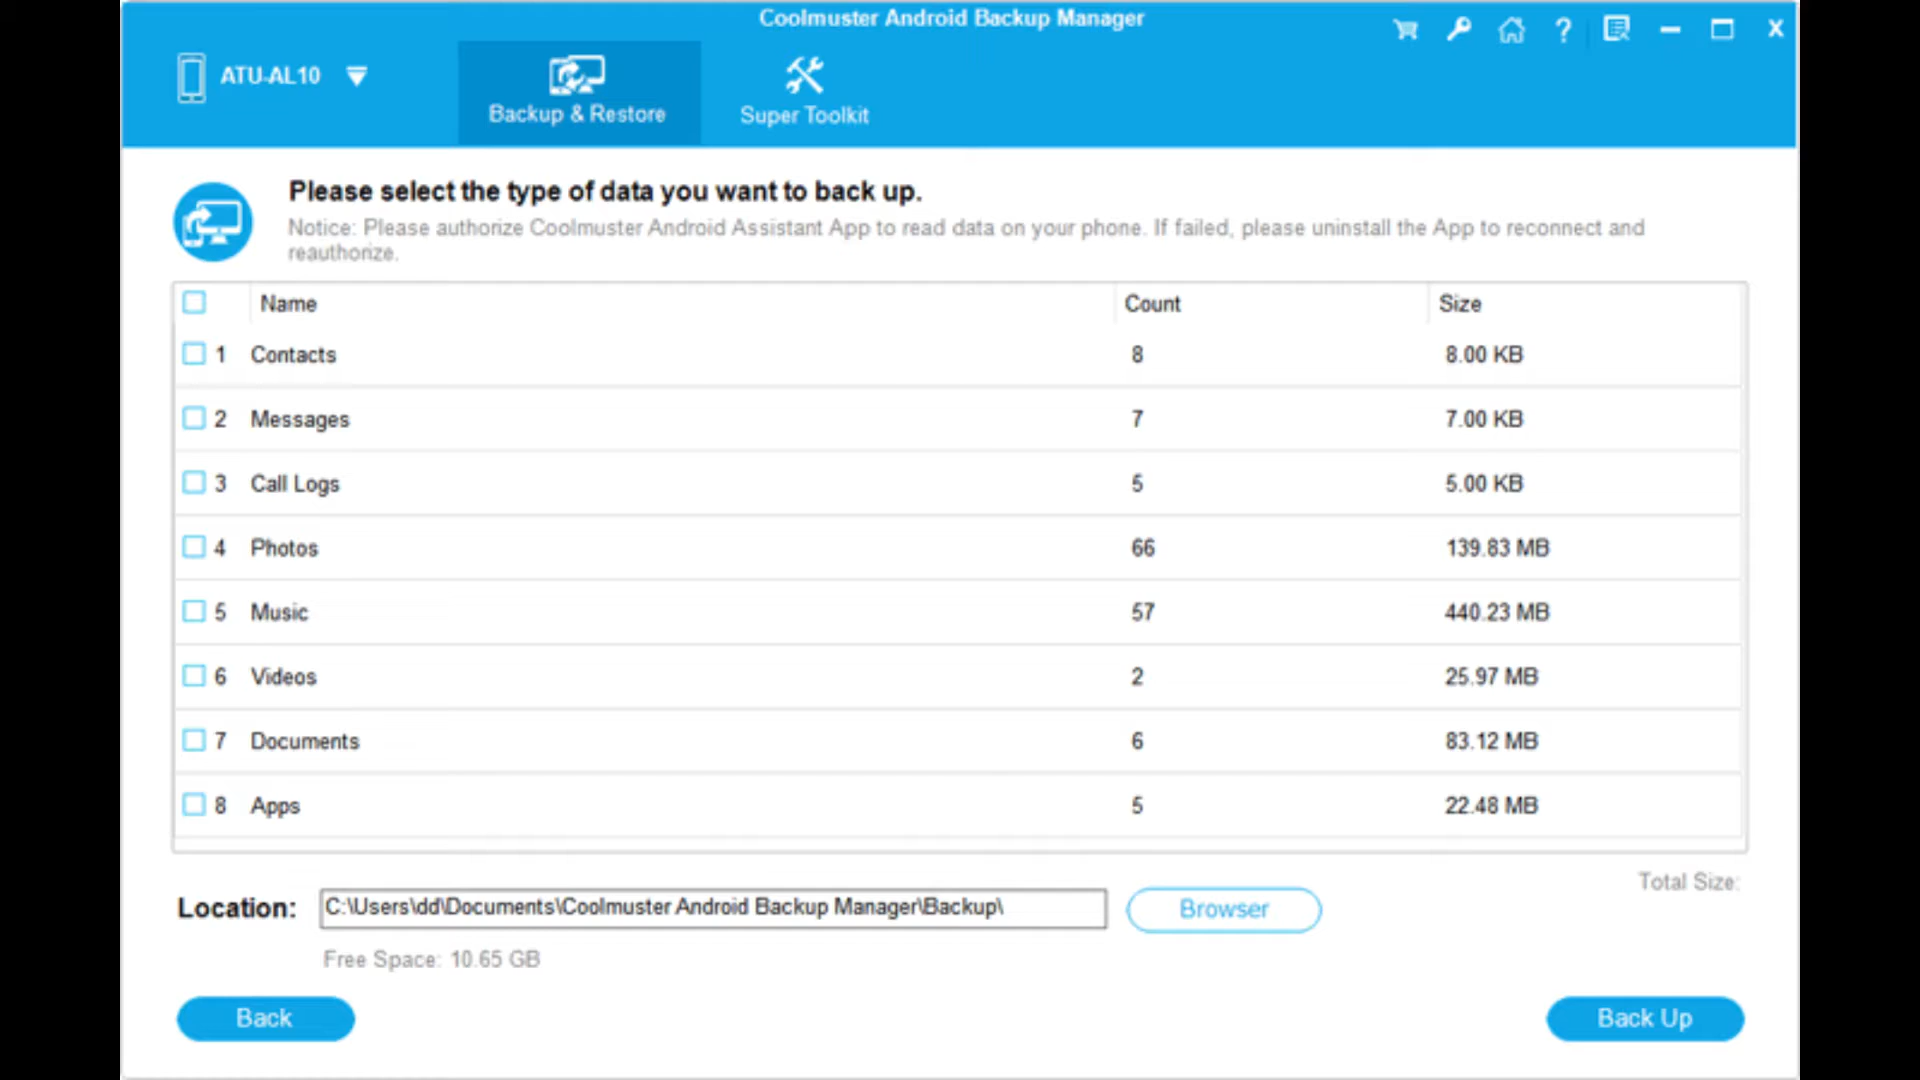 Coolmuster Android Backup Manager
ATU-AL10
Backup & Restore
Super Toolkit
?
X
Please select the type of data you want to back up.
Notice: Please authorize Coolmuster Android Assistant App to read data on your phone. If failed, please uninstall the App to reconnect and
reauthorize.
Name Count Size
1 Contacts 8 8.00 KB
2 Messages 7 7.00 KB
3 Call Logs 5 5.00 KB
4 Photos 66 139.83 MB
5 Music 57 440.23 MB
6 Videos 2 25.97 MB
7 Documents 6 83.12 MB
8 Apps 5 22.48 MB
Total Size:
Location: C:\Users\dd\Documents\Coolmuster Android Backup Manager\Backup\ Browser
Free Space: 10.65 GB
Back Back Up